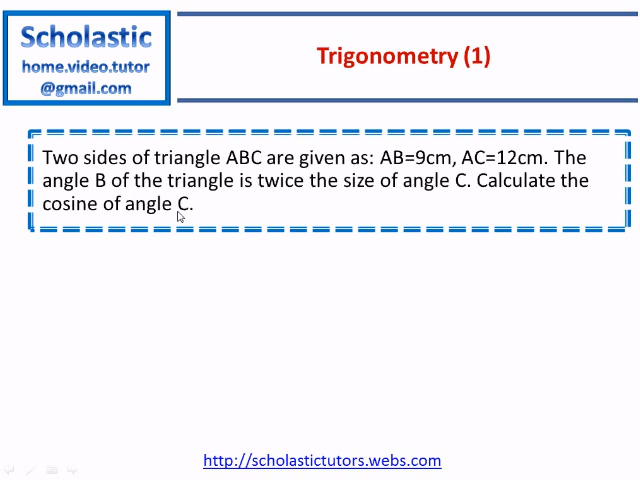 Scholastic
home.video.tutor
@gmail.com
Trigonometry (1)
Two sides of triangle ABC are given as: AB=9cm, AC=12cm. The
angle B of the triangle is twice the size of angle C. Calculate the
cosine of angle C.
http://scholastictutors.webs.com